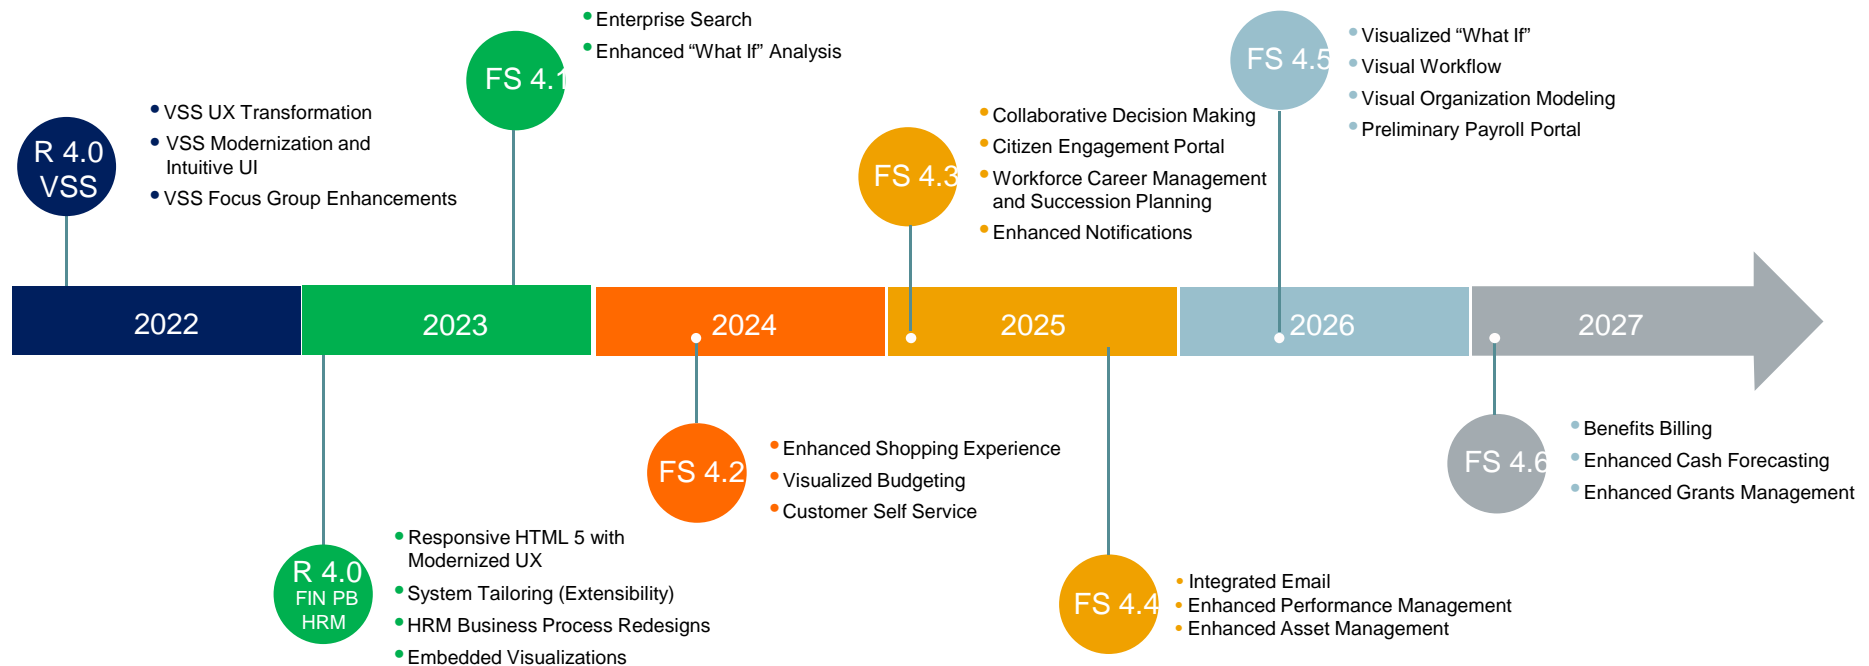 R 4.0
VSS
• VSS UX Transformation
• VSS Modernization and
Intuitive UI
• VSS Focus Group Enhancements
FS 4.1
• Enterprise Search
• Enhanced “What If” Analysis
FS 4.3
• Collaborative Decision Making
• Citizen Engagement Portal
• Workforce Career Management
and Succession Planning
• Enhanced Notifications
FS 4.5
• Visualized “What If”
• Visual Workflow
• Visual Organization Modeling
• Preliminary Payroll Portal
2022
2023
2024
2025
2026
2027
R 4.0
FIN PB
HRM
• Responsive HTML 5 with
Modernized UX
• System Tailoring (Extensibility)
• HRM Business Process Redesigns
• Embedded Visualizations
FS 4.2
• Enhanced Shopping Experience
• Visualized Budgeting
• Customer Self Service
FS 4.4
• Integrated Email
• Enhanced Performance Management
• Enhanced Asset Management
FS 4.6
• Benefits Billing
• Enhanced Cash Forecasting
• Enhanced Grants Management